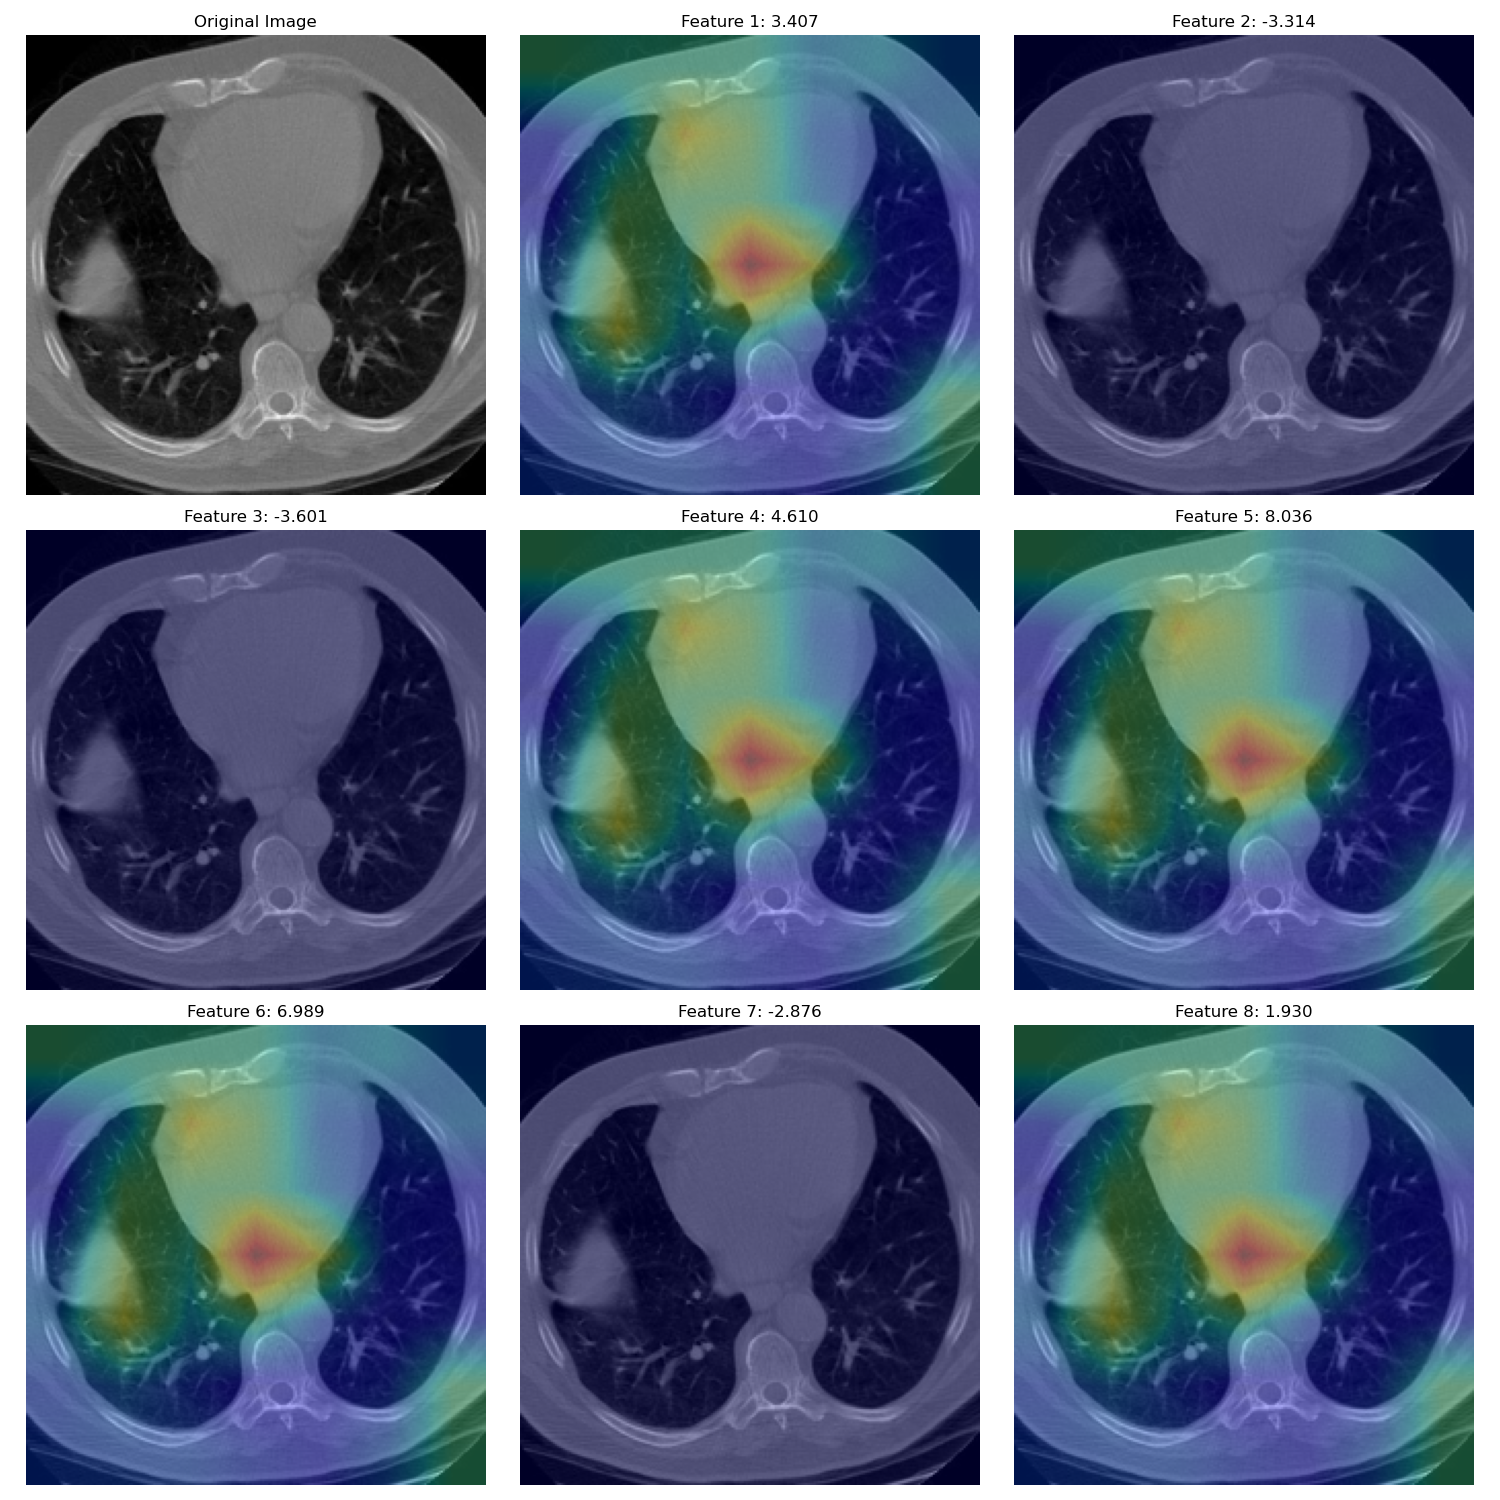 Original Image
Feature 1: 3.407
Feature 2: -3.314
Feature 3: -3.601
Feature 4: 4.610
Feature 5: 8.036
Feature 6: 6.989
Feature 7: -2.876
Feature 8: 1.930